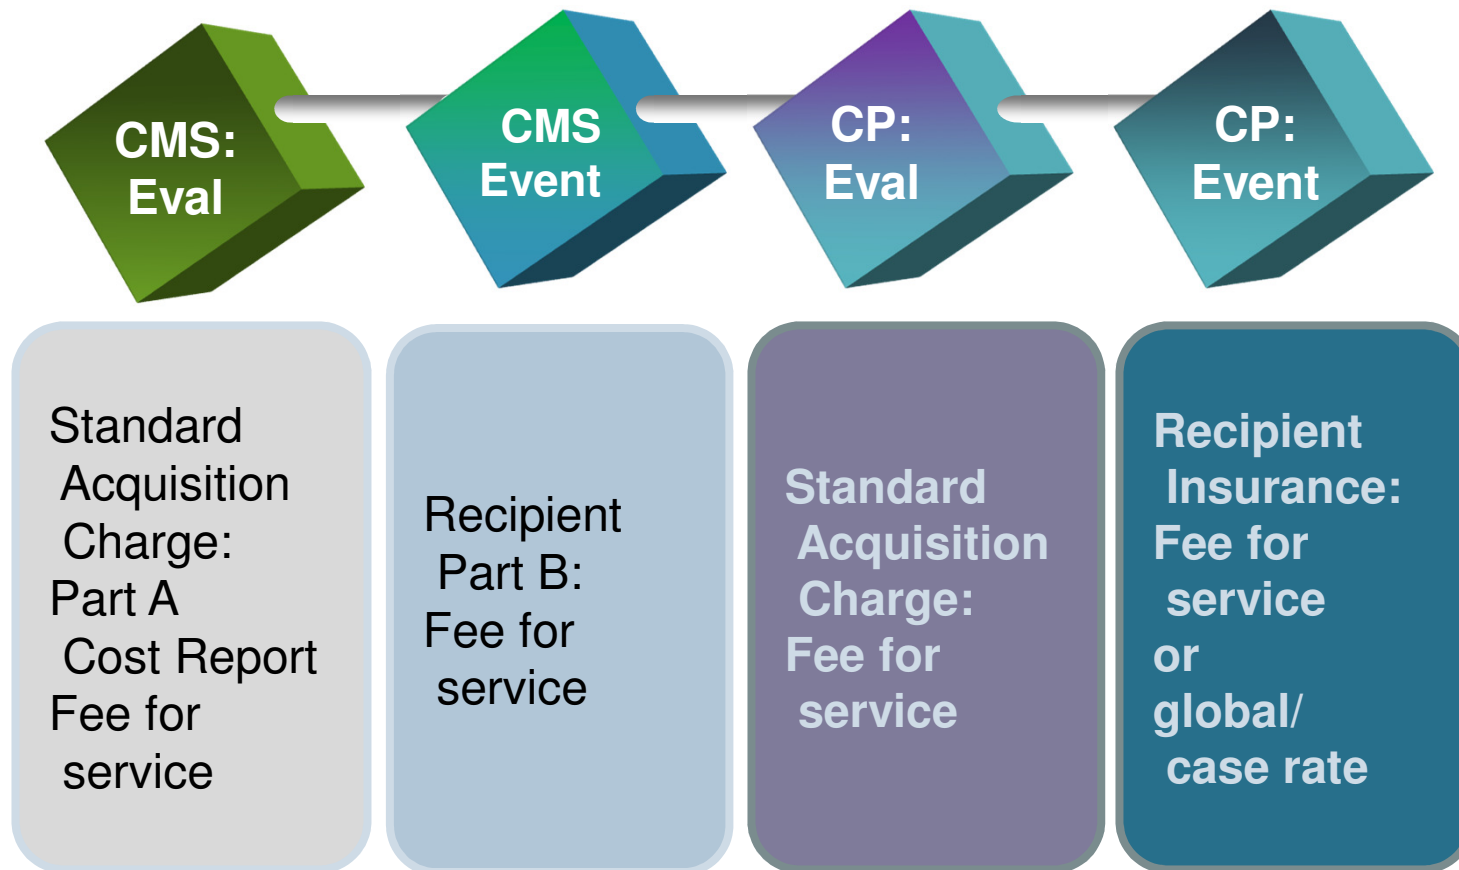 CMS:
Eval
CMS
Event
CP:
Eval
CP:
Event
Standard
Acquisition
Charge:
Part A
Cost Report
Fee for
service
Recipient
Part B:
Fee for
service
Standard
Acquisition
Charge:
Fee for
service
Recipient
Insurance:
Fee for
service
or
global/
case rate